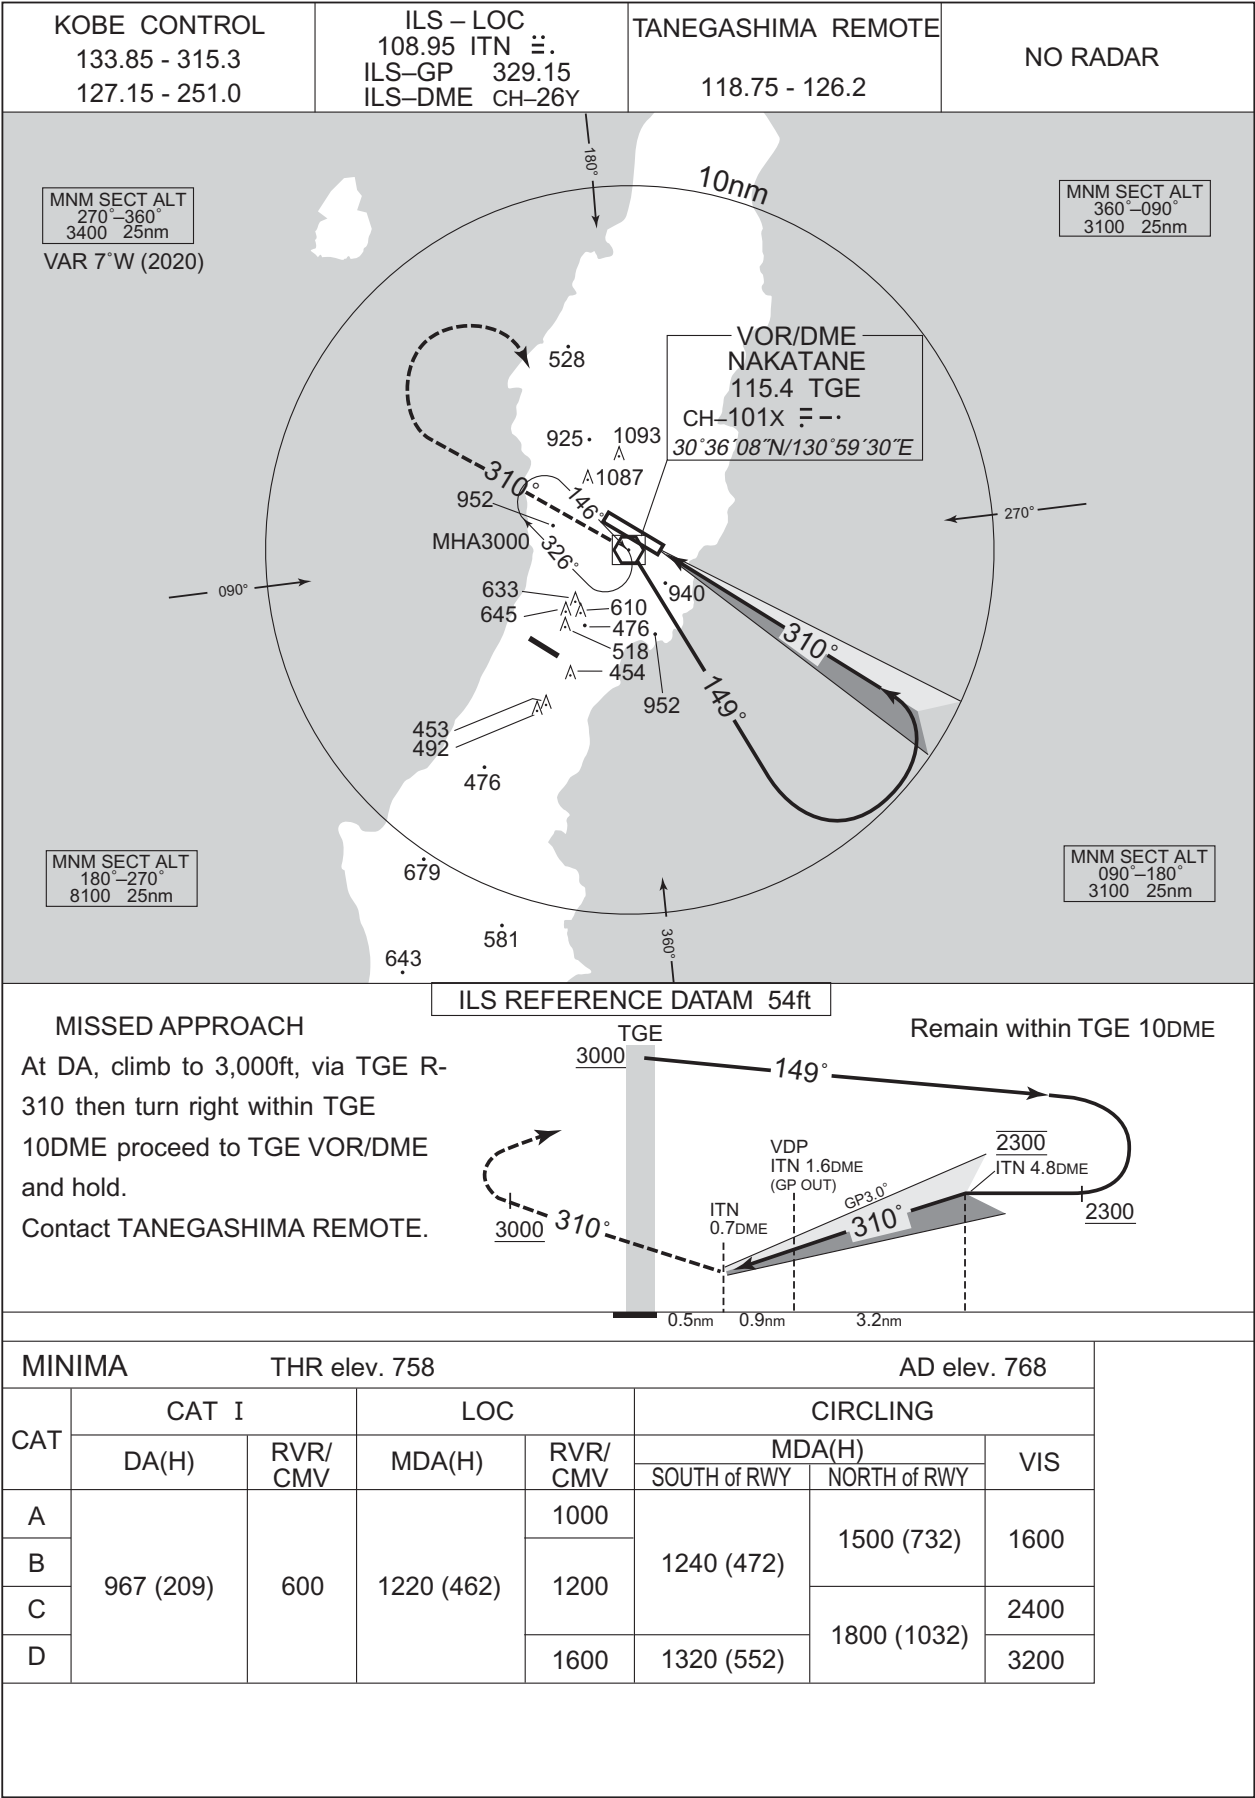 KOBE CONTROL
133.85 - 315.3
127.15 - 251.0
ILS – LOC
108.95 ITN
ILS–GP 329.15
ILS–DME CH–26Y
TANEGASHIMA REMOTE
118.75 - 126.2
NO RADAR
180°
10nm
MNM SECT ALT
270°–360°
3400 25nm
VAR 7°W (2020)
MNM SECT ALT
360°–090°
3100 25nm
528
VOR/DME
NAKATANE
115.4 TGE
CH–101X
30°36´08˝N/130°59´30˝E
925
1093
1087
310°
146°
952
MHA3000
326°
270°
090°
633
645
610
476
518
454
940
310°
952
149°
453
492
476
MNM SECT ALT
180°–270°
8100 25nm
MNM SECT ALT
090°–180°
3100 25nm
679
581
643
360°
ILS REFERENCE DATAM 54ft
MISSED APPROACH
At DA, climb to 3,000ft, via TGE R-
310 then turn right within TGE
10DME proceed to TGE VOR/DME
and hold.
Contact TANEGASHIMA REMOTE.
TGE
3000
149°
Remain within TGE 10DME
VDP
ITN 1.6DME
(GP OUT)
2300
ITN 4.8DME
GP3.0°
310°
ITN
0.7DME
2300
3000
310°
0.5nm 0.9nm 3.2nm
MINIMA THR elev. 758 AD elev. 768
CAT
CAT I
LOC
CIRCLING
DA(H)
RVR/
CMV
MDA(H)
RVR/
CMV
MDA(H)
SOUTH of RWY NORTH of RWY
VIS
A
B
C
D
967 (209)
600
1220 (462)
1000
1200
1600
1240 (472)
1320 (552)
1500 (732)
1800 (1032)
1600
2400
3200